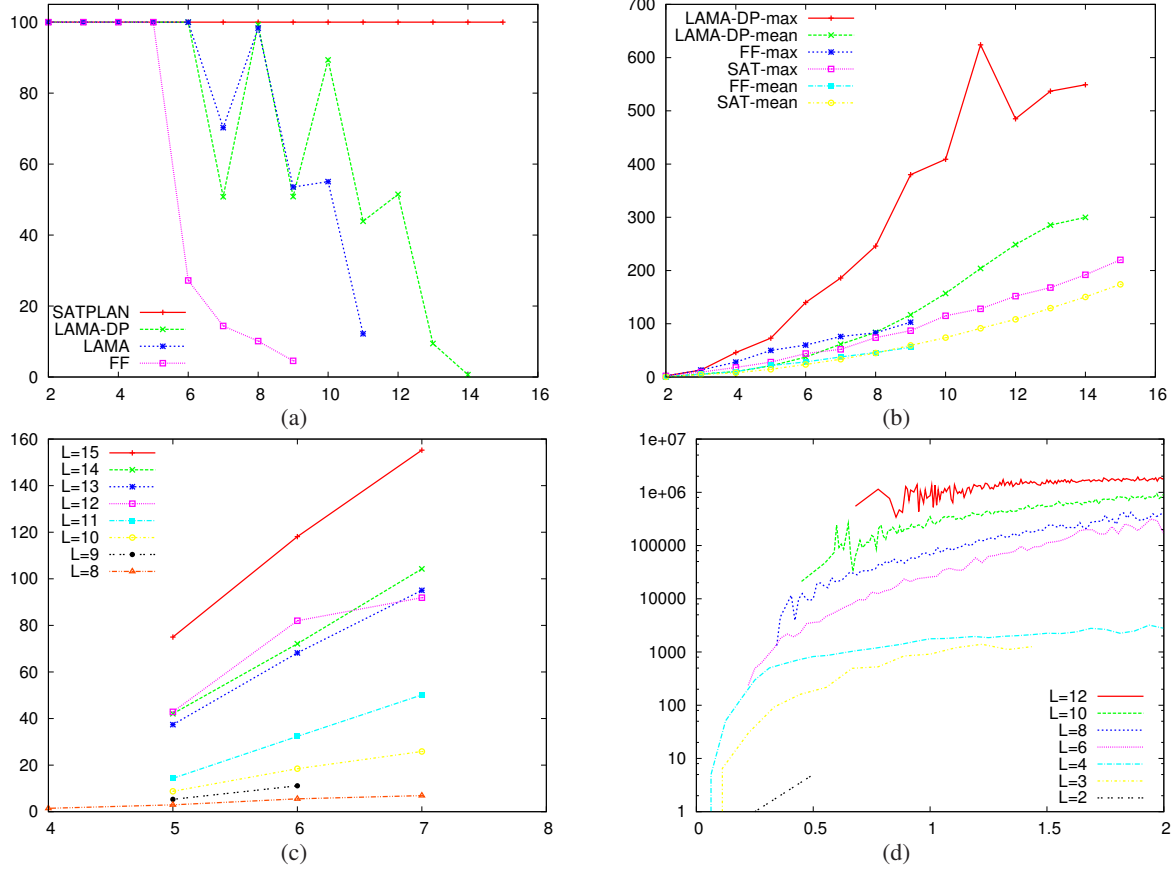 100
80
60
40
20
0
SATPLAN
LAMA-DP
LAMA
FF
2 4 6 8 10 12 14 16
(a)
700
600
500
400
300
200
100
0
LAMA-DP-max
LAMA-DP-mean
FF-max
SAT-max
FF-mean
SAT-mean
2 4 6 8 10 12 14 16
(b)
160
140
120
100
80
60
40
20
0
L=15
L=14
L=13
L=12
L=11
L=10
L=9
L=8
4 5 6 7 8
(c)
1e+07
1e+06
100000
10000
1000
100
10
1
L=12
L=10
L=8
L=6
L=4
L=3
L=2
0 0.5 1 1.5 2
(d)